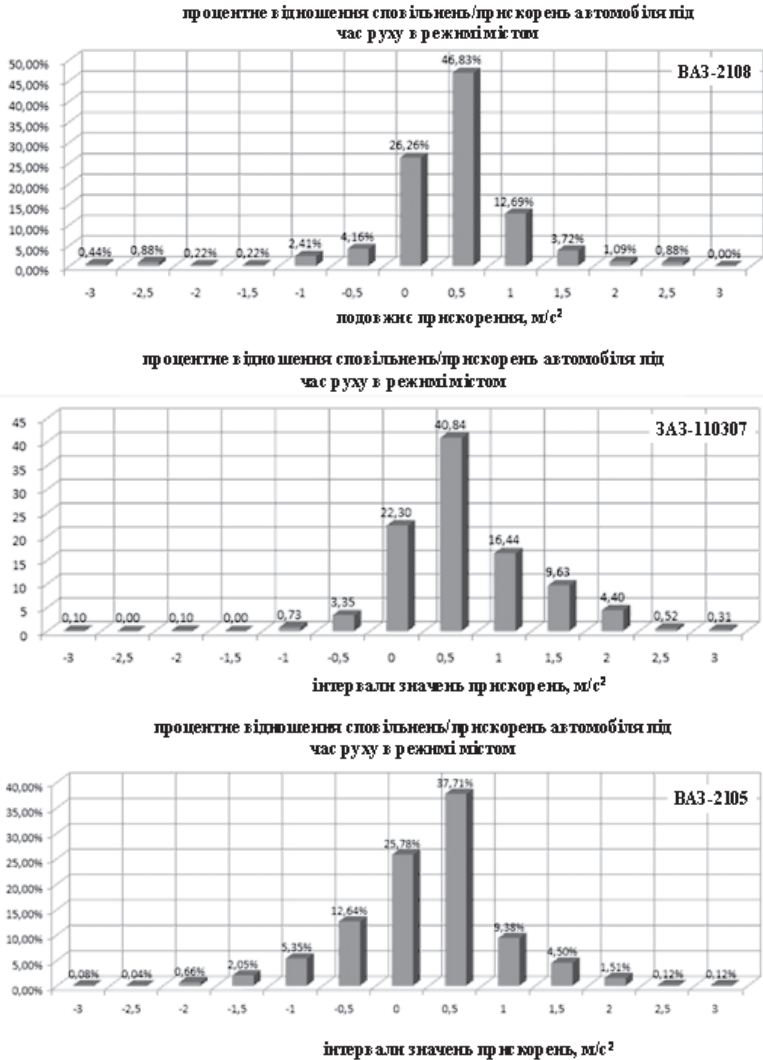 процентне відношення сповільнень/прискорень автомобіля під
час руху в режимі містом
ВАЗ-2108
50,00%
45,00%
40,00%
35,00%
30,00%
25,00%
20,00%
15,00%
10,00%
5,00%
0,00%
0,44% 0,88% 0,22% 0,22% 2,41% 4,16% 26,26% 46,83% 12,69% 3,72% 1,09% 0,88% 0,00%
-3 -2,5 -2 -1,5 -1 -0,5 0 0,5 1 1,5 2 2,5 3
подовжнє прискорення, м/с²
процентне відношення сповільнень/прискорень автомобіля під
час руху в режимі містом
ЗАЗ-110307
45
40
35
30
25
20
15
10
5
0
0,10 0,00 0,10 0,00 0,73 3,35 22,30 40,84 16,44 9,63 4,40 0,52 0,31
-3 -2,5 -2 -1,5 -1 -0,5 0 0,5 1 1,5 2 2,5 3
інтервали значень прискорень, м/с²
процентне відношення сповільнень/прискорень автомобіля під
час руху в режимі містом
ВАЗ-2105
40,00%
35,00%
30,00%
25,00%
20,00%
15,00%
10,00%
5,00%
0,00%
0,08% 0,04% 0,66% 2,05% 5,35% 12,64% 25,78% 37,71% 9,38% 4,50% 1,51% 0,12% 0,12%
-3 -2,5 -2 -1,5 -1 -0,5 0 0,5 1 1,5 2 2,5 3
інтервали значень прискорень, м/с²